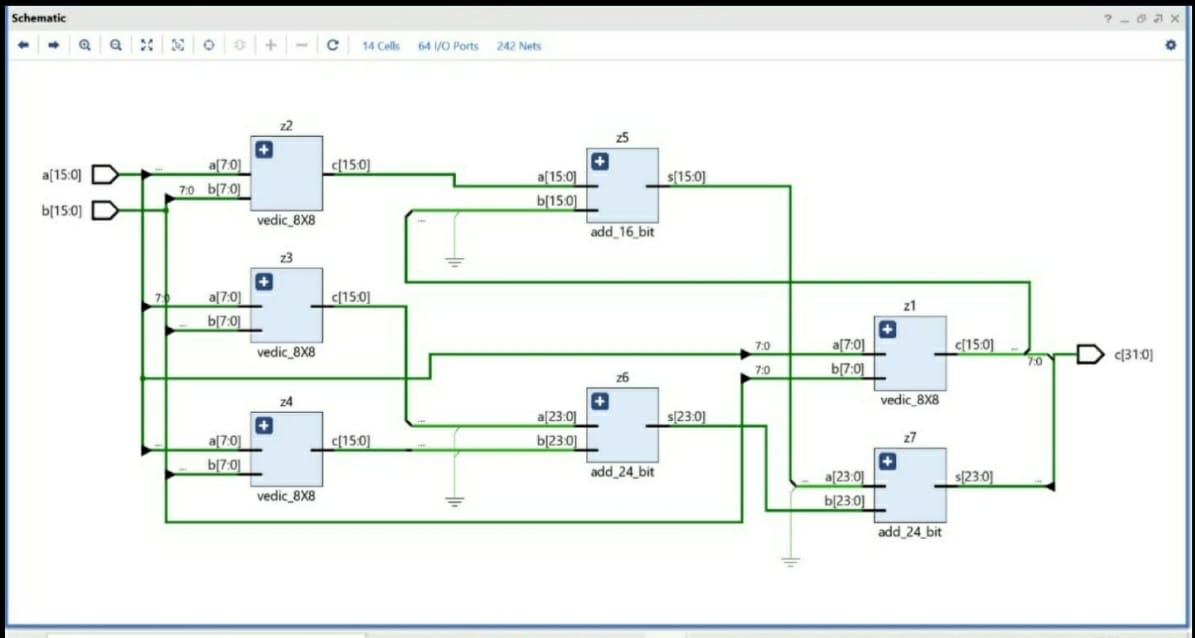 Schematic
14 Cells 64 I/O Ports 242 Nets
z2
a[15:0]
... a[7:0] c[15:0]
b[15:0]
7:0 b[7:0]
vedic_8X8
z5
a[15:0] s[15:0]
b[15:0]
...
add_16_bit
z3
7:0 a[7:0] c[15:0]
... b[7:0]
vedic_8X8
z1
7:0 a[7:0] c[15:0] ...
7:0 b[7:0]
7:0
c[31:0]
vedic_8X8
z6
... a[23:0] s[23:0]
... b[23:0]
add_24_bit
z4
... a[7:0] c[15:0]
... b[7:0]
vedic_8X8
z7
... a[23:0] s[23:0] ...
b[23:0]
add_24_bit